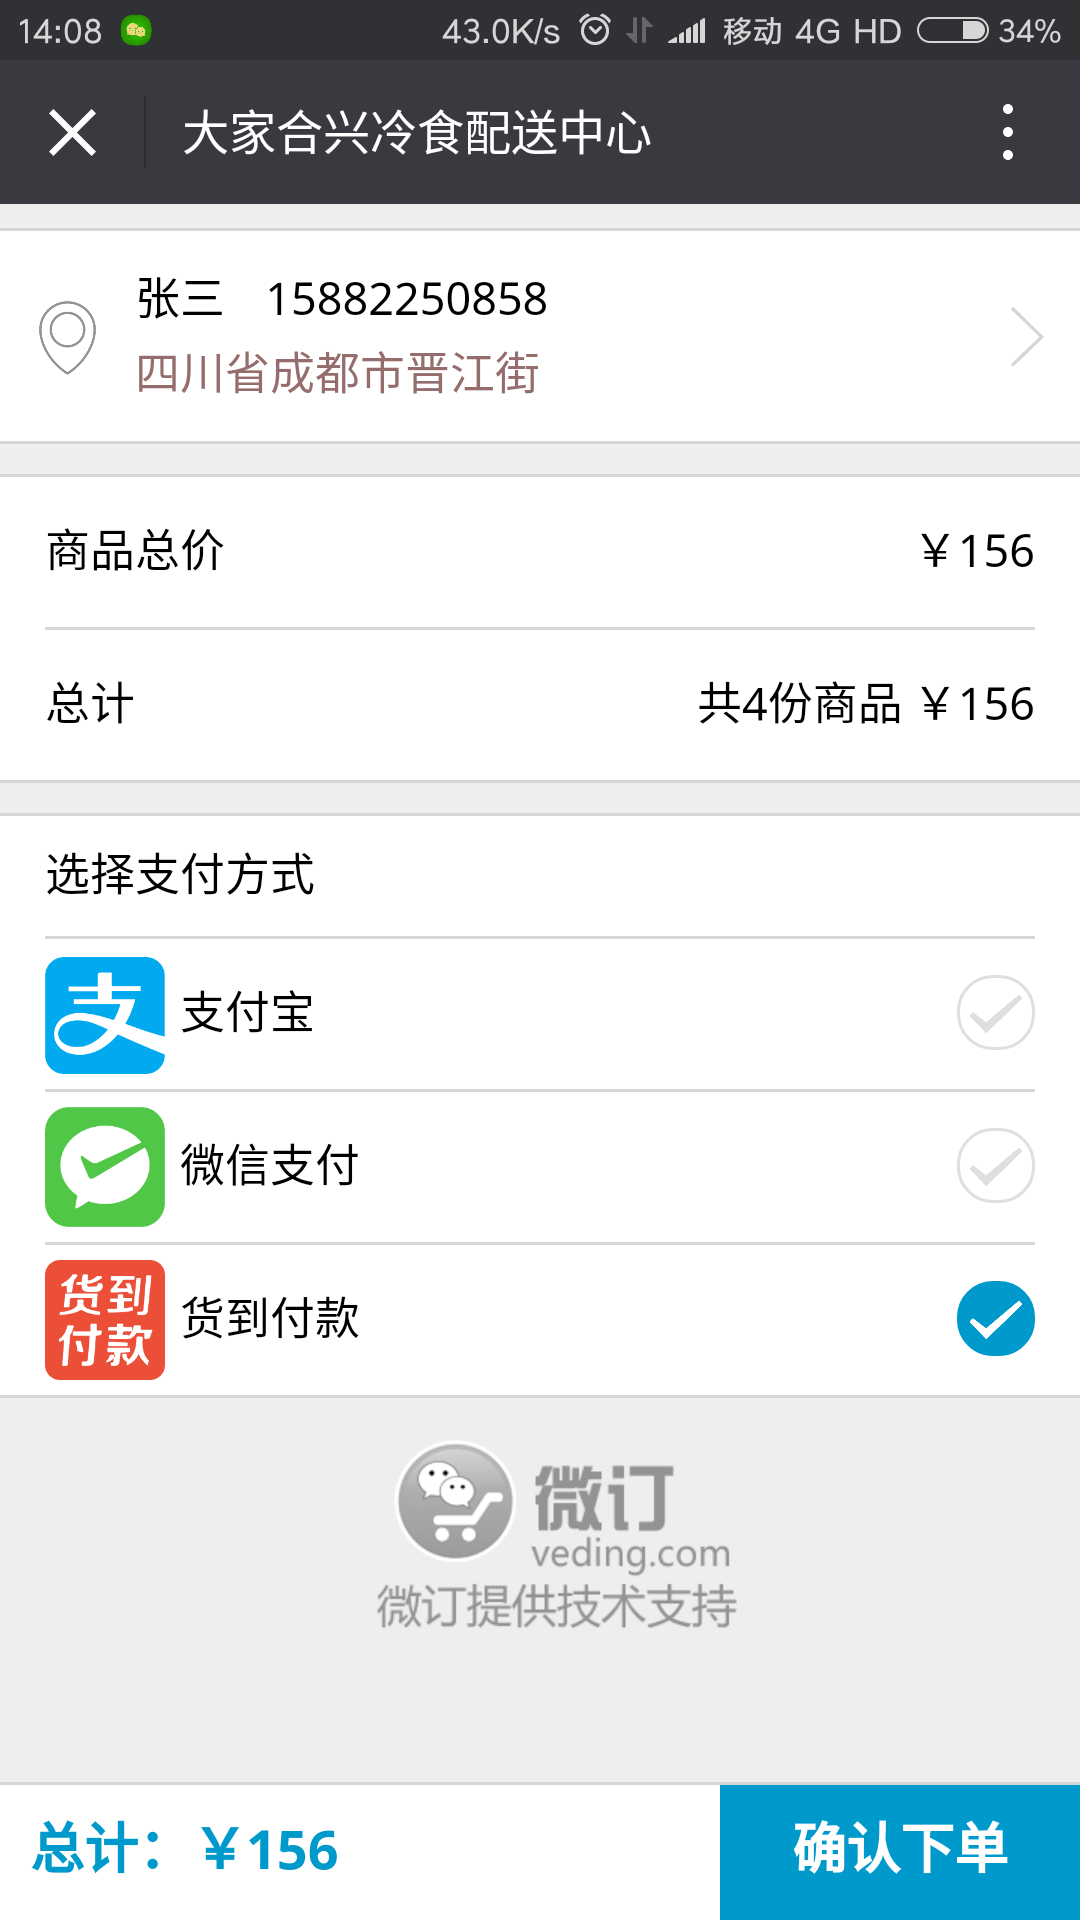 14:08 43.0K/s 移动 4G HD 34%
大家合兴冷食配送中心
张三 15882250858
四川省成都市晋江街
商品总价 ¥156
总计 共4份商品 ¥156
选择支付方式
支 支付宝
微信支付
货到付款 货到付款
微订
veding.com
微订提供技术支持
总计：¥156 确认下单